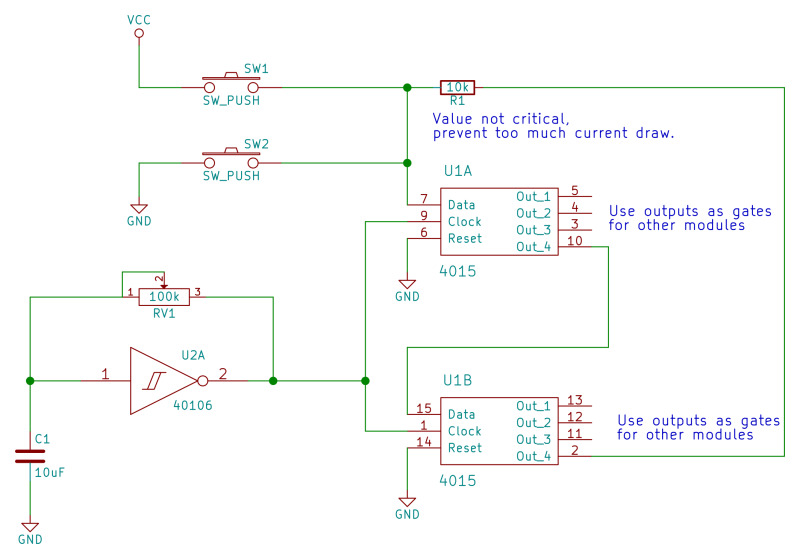 VCC
SW1
SW_PUSH
10k
R1
Value not critical,
prevent too much current draw.
SW2
SW_PUSH
GND
U1A
7 Data
9 Clock
6 Reset
Out_1 5
Out_2 4
Out_3 3
Out_4 10
4015
Use outputs as gates
for other modules
GND
2
1 100k 3
RV1
U2A
1 2
40106
C1
10uF
GND
U1B
15 Data
1 Clock
14 Reset
Out_1 13
Out_2 12
Out_3 11
Out_4 2
4015
Use outputs as gates
for other modules
GND